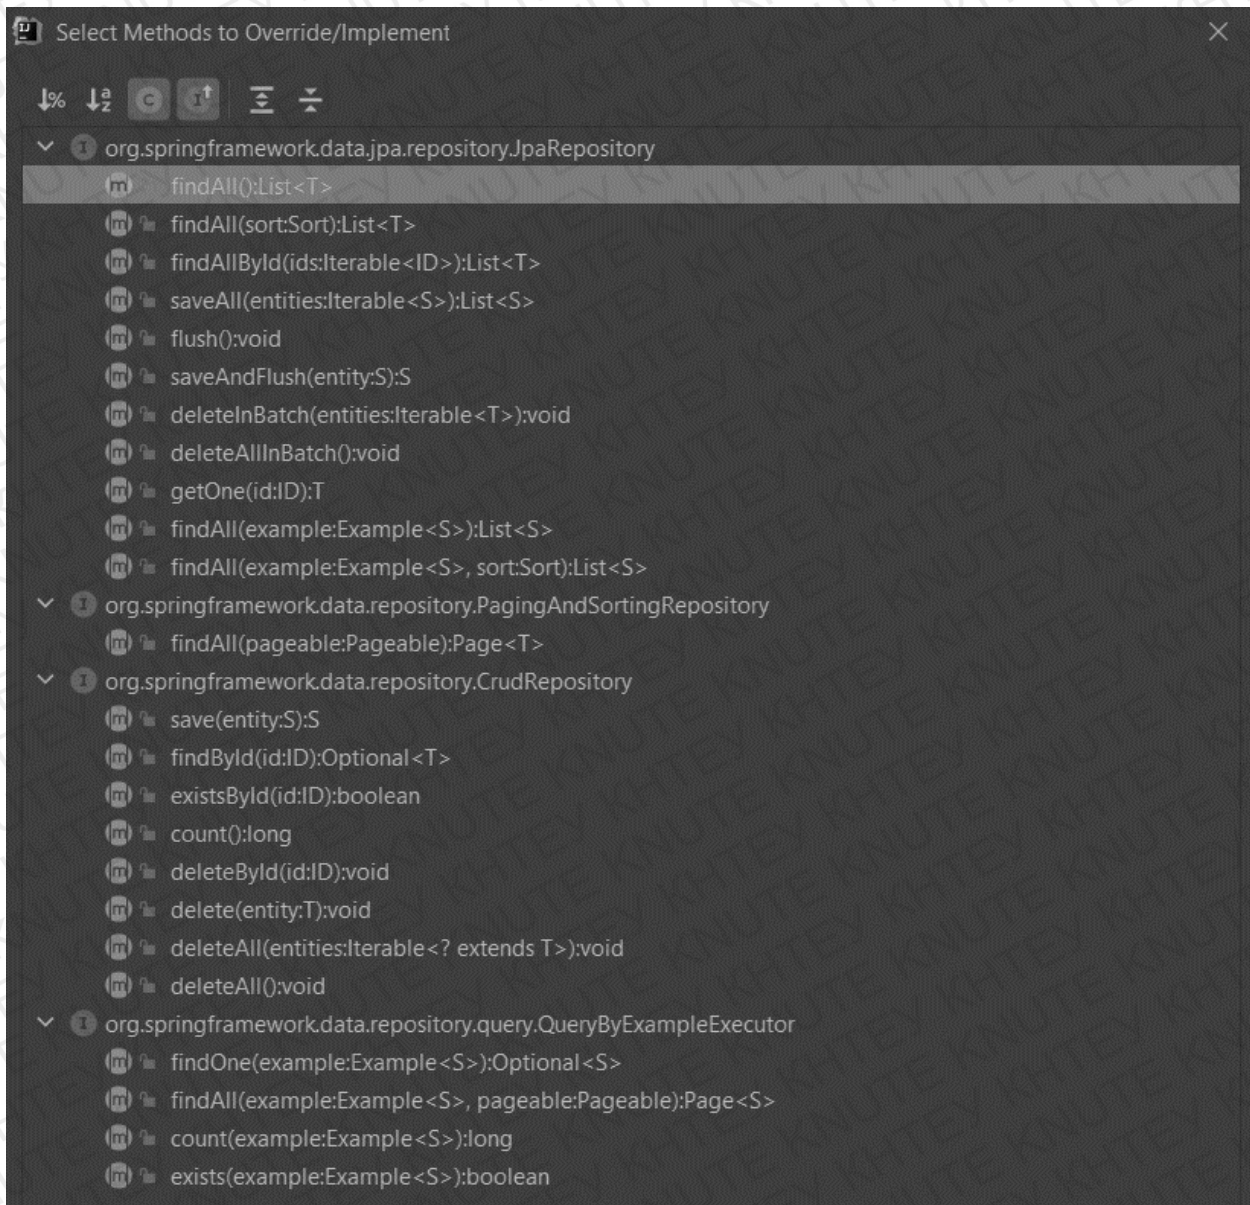 Select Methods to Override/Implement
org.springframework.data.jpa.repository.JpaRepository
findAll():List<T>
findAll(sort:Sort):List<T>
findAllById(ids:Iterable<ID>):List<T>
saveAll(entities:Iterable<S>):List<S>
flush():void
saveAndFlush(entity:S):S
deleteInBatch(entities:Iterable<T>):void
deleteAllInBatch():void
getOne(id:ID):T
findAll(example:Example<S>):List<S>
findAll(example:Example<S>, sort:Sort):List<S>
org.springframework.data.repository.PagingAndSortingRepository
findAll(pageable:Pageable):Page<T>
org.springframework.data.repository.CrudRepository
save(entity:S):S
findById(id:ID):Optional<T>
existsById(id:ID):boolean
count():long
deleteById(id:ID):void
delete(entity:T):void
deleteAll(entities:Iterable<? extends T>):void
deleteAll():void
org.springframework.data.repository.query.QueryByExampleExecutor
findOne(example:Example<S>):Optional<S>
findAll(example:Example<S>, pageable:Pageable):Page<S>
count(example:Example<S>):long
exists(example:Example<S>):boolean